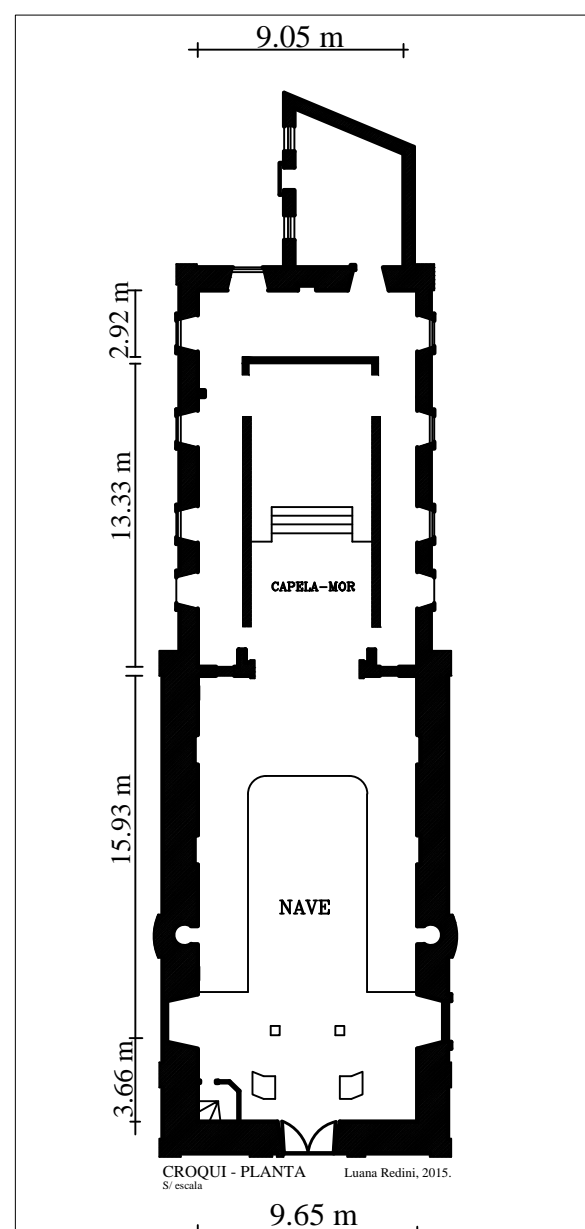 9.05 m
2.92 m
13.33 m
CAPELA-MOR
15.93 m
NAVE
3.66 m
CROQUI - PLANTA
Luana Redini, 2015.
S/ escala
9.65 m